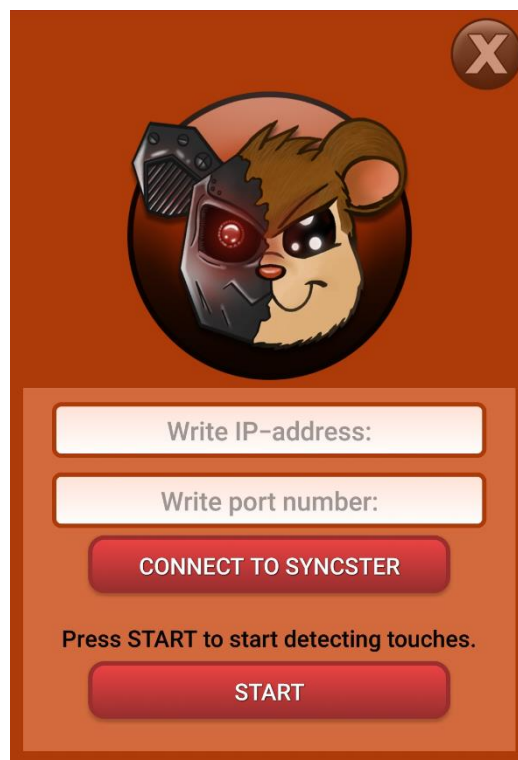 X
Write IP-address:
Write port number:
CONNECT TO SYNCSTER
Press START to start detecting touches.
START